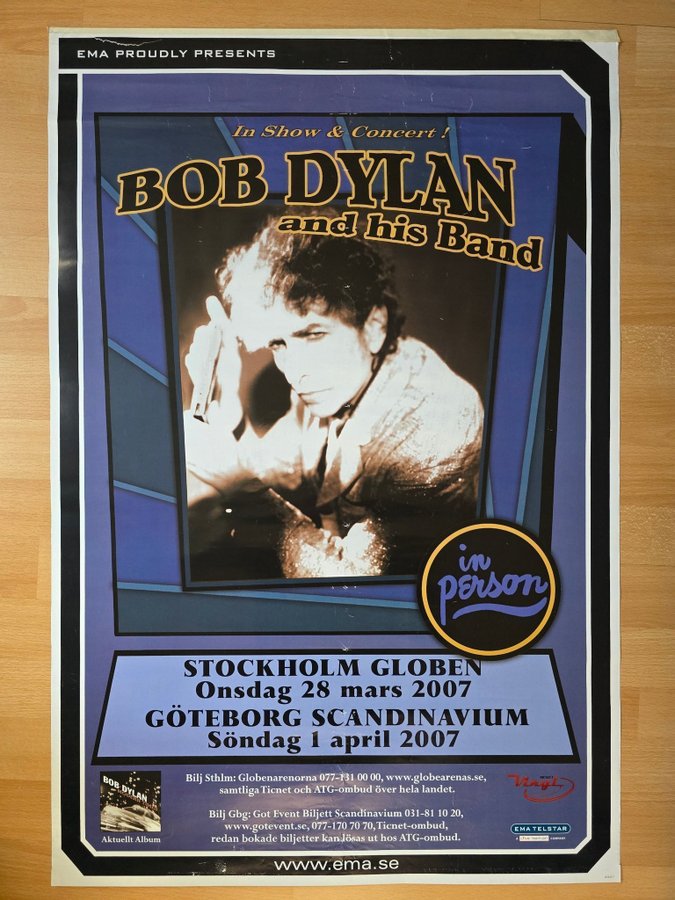 EMA PROUDLY PRESENTS
In Show & Concert !
BOB DYLAN
and his Band
in
person
STOCKHOLM GLOBEN
Onsdag 28 mars 2007
GÖTEBORG SCANDINAVIUM
Söndag 1 april 2007
BOB DYLAN
Aktuellt Album
Bilj Sthlm: Globenarenorna 077-131 00 00, www.globearenas.se,
samtliga Ticnet och ATG-ombud över hela landet.
Bilj Gbg: Got Event Biljett Scandinavium 031-81 10 20,
www.gotevent.se, 077-170 70 70, Ticnet-ombud,
redan bokade biljetter kan lösas ut hos ATG-ombud.
Vinyl
EMA TELSTAR
www.ema.se